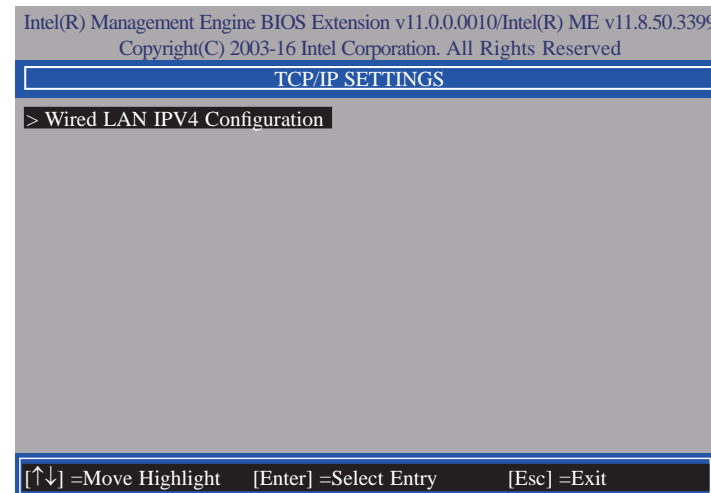 Intel(R) Management Engine BIOS Extension v11.0.0.0010/Intel(R) ME v11.8.50.3399
Copyright(C) 2003-16 Intel Corporation. All Rights Reserved
TCP/IP SETTINGS
> Wired LAN IPV4 Configuration
[↑↓] =Move Highlight [Enter] =Select Entry [Esc] =Exit